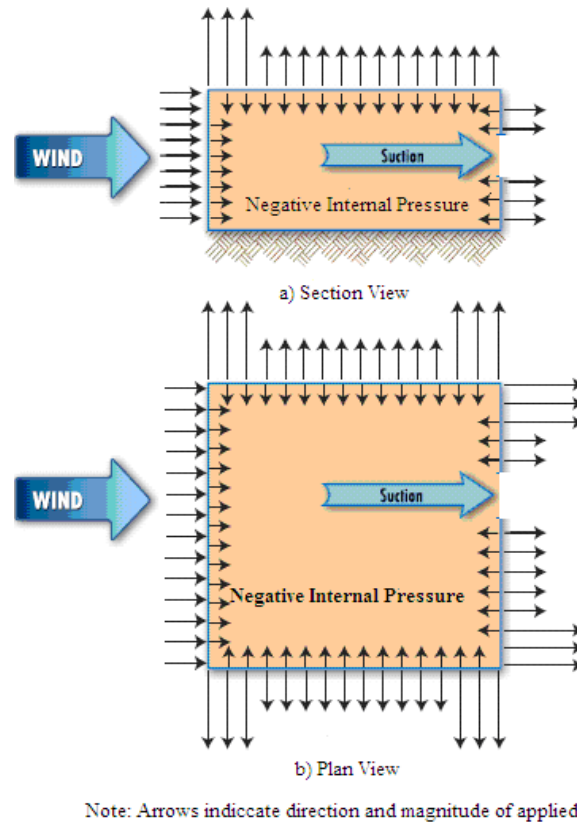 WIND
Suction
Negative Internal Pressure
a) Section View
WIND
Suction
Negative Internal Pressure
b) Plan View
Note: Arrows indiccate direction and magnitude of applied